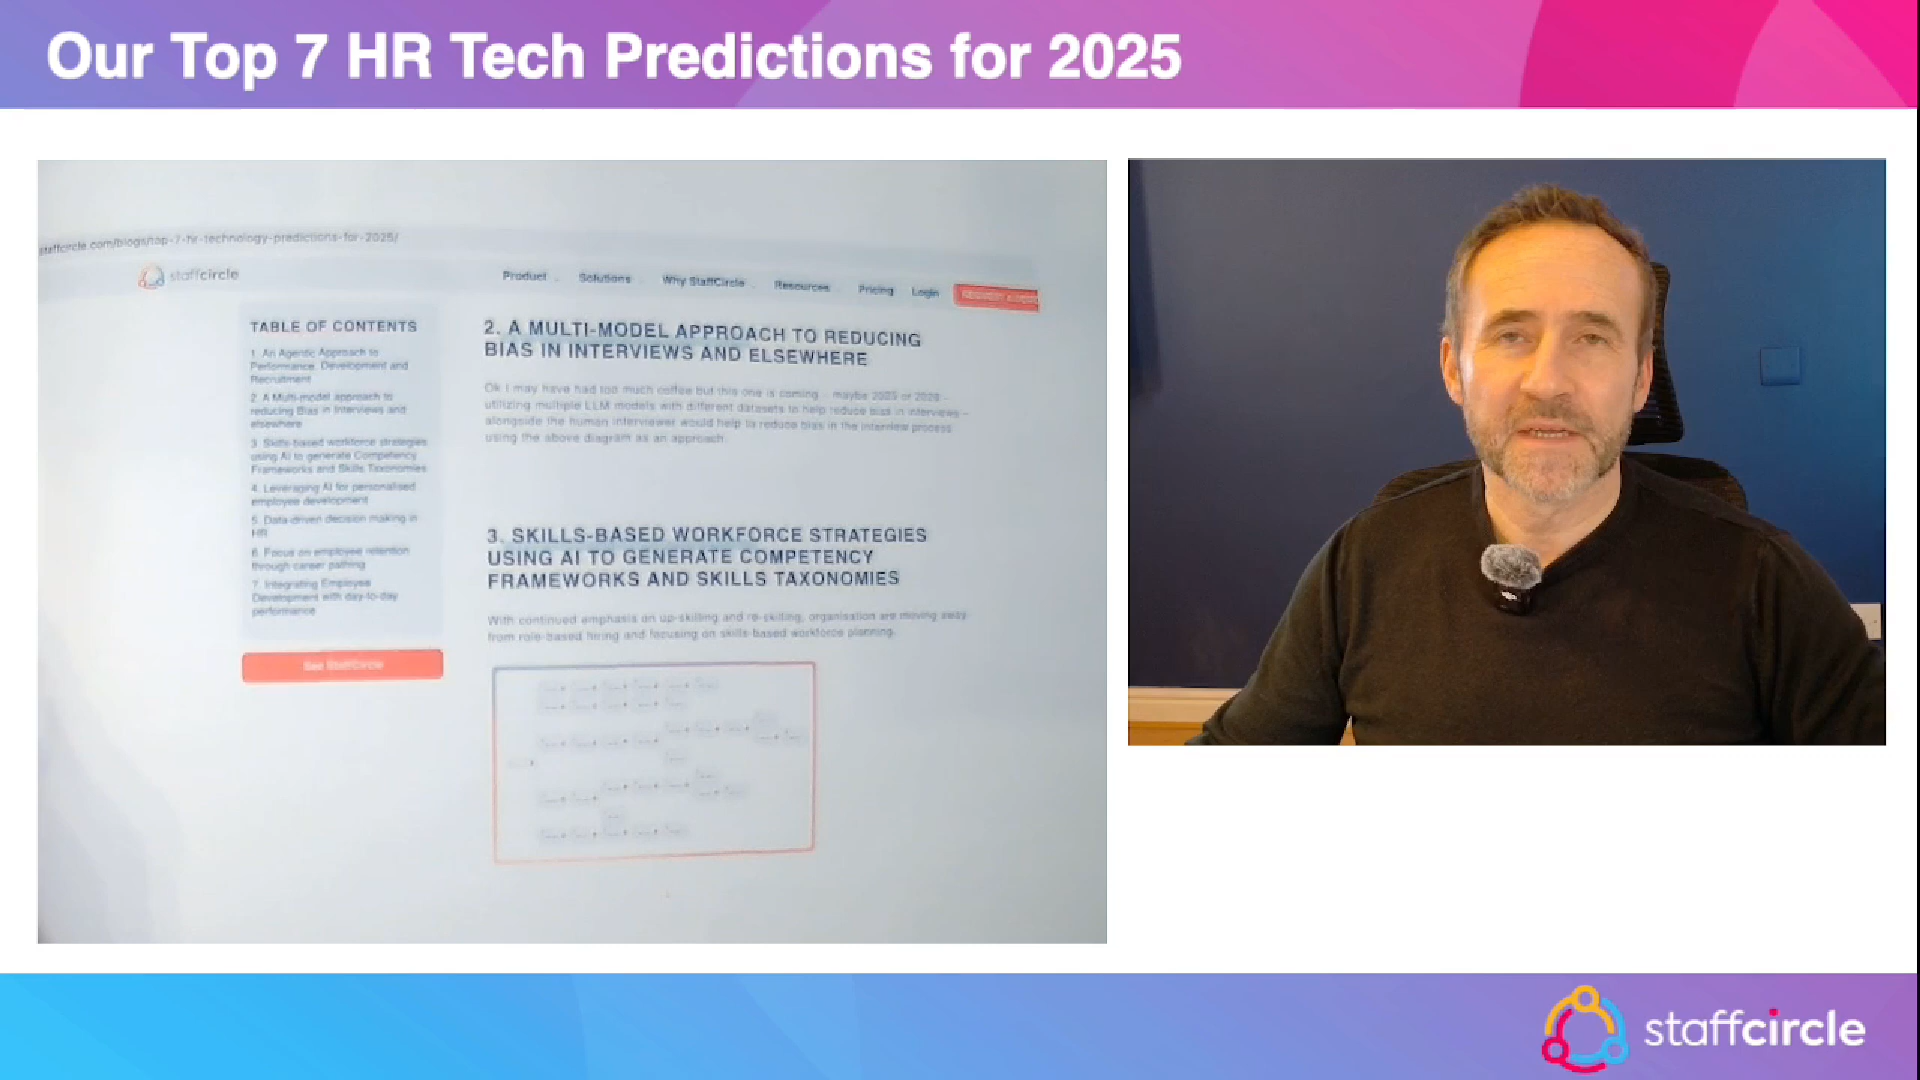 Our Top 7 HR Tech Predictions for 2025
staffcircle.com/blogs/top-7-hr-technology-predictions-for-2025/
staffcircle
Product
Solutions
Why StaffCircle
Resources
Pricing
Login
TABLE OF CONTENTS
1. An Agentic Approach to
Performance, Development and
Recruitment
2. A Multi-model approach to
reducing Bias in Interviews and
elsewhere
3. Skills-based workforce strategies
using AI to generate Competency
Frameworks and Skills Taxonomies
4. Leveraging AI for personalised
employee development
5. Data-driven decision making in
HR
6. Focus on employee retention
through career pathing
7. Integrating Employee
Development with day-to-day
performance
See StaffCircle
2. A MULTI-MODEL APPROACH TO REDUCING
BIAS IN INTERVIEWS AND ELSEWHERE
Ok I may have had too much coffee but this one is coming - maybe 2025 or 2026 -
utilizing multiple LLM models with different datasets to help reduce bias in interviews -
alongside the human interviewer would help to reduce bias in the interview process
using the above diagram as an approach.
3. SKILLS-BASED WORKFORCE STRATEGIES
USING AI TO GENERATE COMPETENCY
FRAMEWORKS AND SKILLS TAXONOMIES
With continued emphasis on up-skilling and re-skilling, organisation are moving away
from role-based hiring and focusing on skills-based workforce planning.
staffcircle